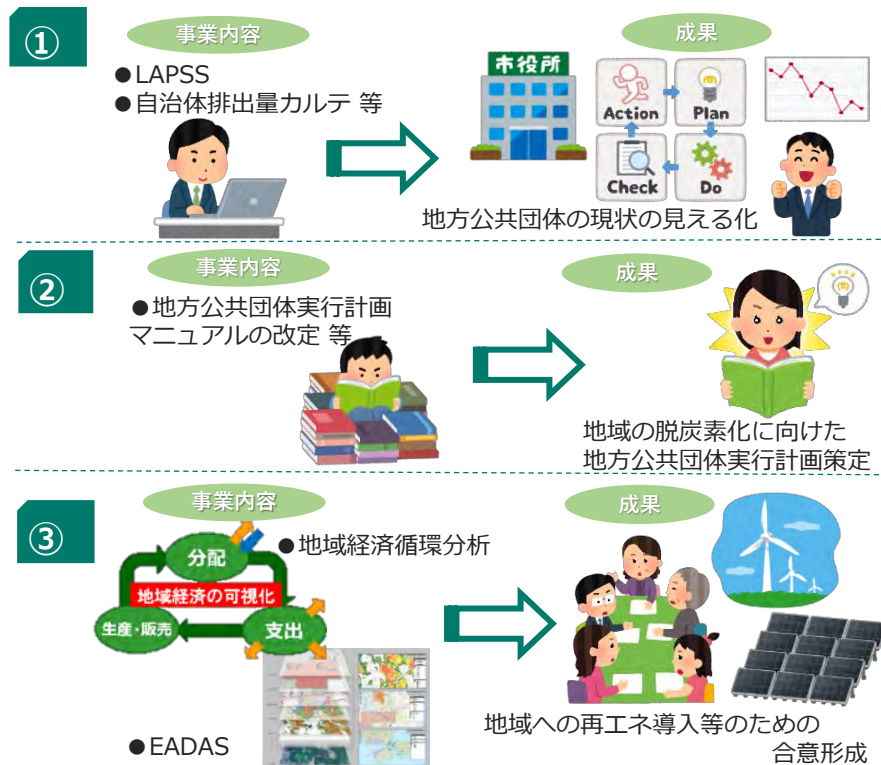 ①
事業内容
成果
●LAPSS
●自治体排出量カルテ 等
市役所
Action
Plan
Check
Do
地方公共団体の現状の見える化
②
事業内容
成果
●地方公共団体実行計画
マニュアルの改定 等
地域の脱炭素化に向けた
地方公共団体実行計画策定
③
事業内容
成果
●地域経済循環分析
分配
地域経済の可視化
生産・販売
支出
●EADAS
地域への再エネ導入等のための
合意形成